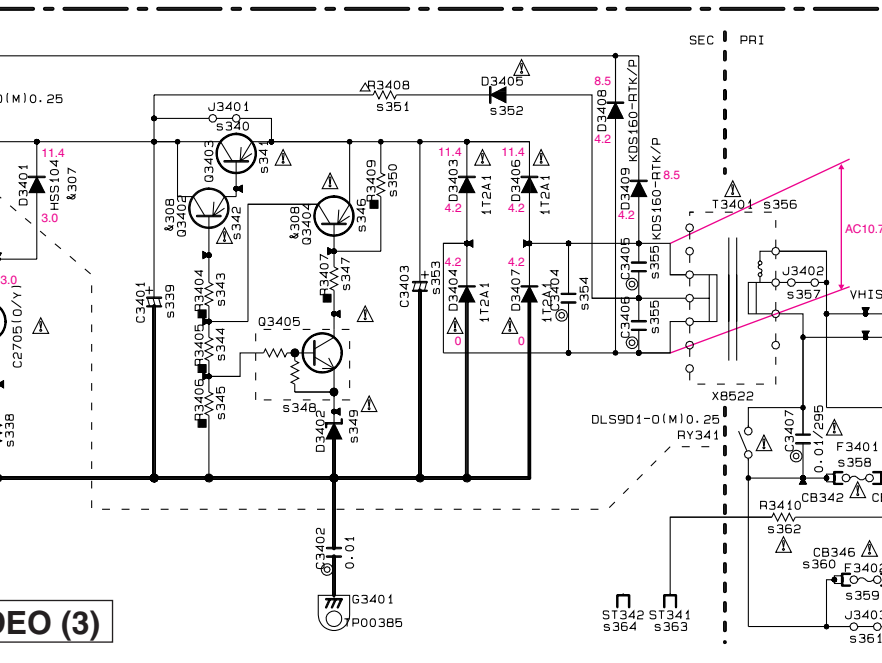 SEC PRI
0(M)0.25
R3408
s351
D3405
s352
8.5
D3408
4.2
KDS160-RTK/P
J3401
s340
Q3403
s341
11.4
D3401
HSS104
&307
3.0
&308
Q3402
s342
&308
Q3404
s346
R3409
s350
11.4
D3403
1T2A1
4.2
11.4
D3406
1T2A1
4.2
D3409
8.5
4.2
KDS160-RTK/P
T3401 s356
AC10.7
3.0
C2705(O/Y)
C3401
s339
R3404
s343
R3407
s347
C3403
s353
4.2
D3404
1T2A1
0
4.2
D3407
1T2A1
0
C3404
s354
C3405
s355
C3406
s355
J3402
s357
VHIS
Q3405
R3405
s344
R3406
s345
s348
D3402
s349
s338
X8522
DLS9D1-0(M)0.25
RY341
C3407
0.01/295
F3401
s358
CB342
R3410
s362
CB346
s360
F3402
s359
C3402
0.01
G3401
TP00385
ST342
s364
ST341
s363
J3403
s361
DEO (3)